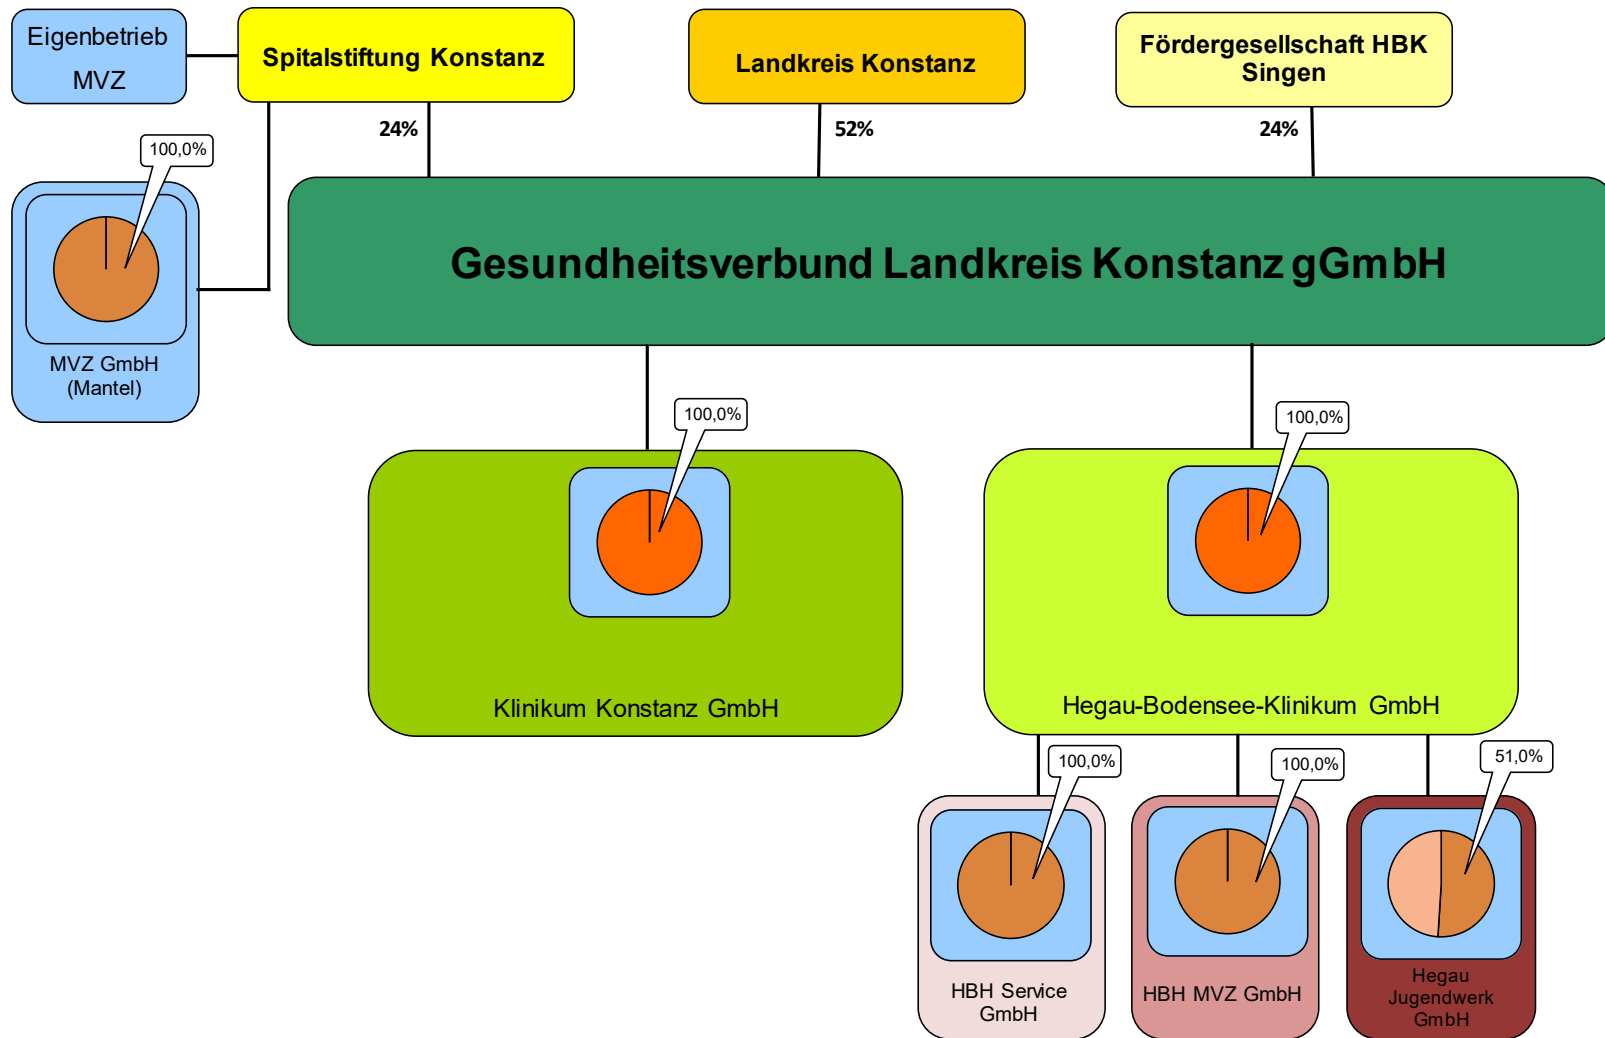 Eigenbetrieb
MVZ
Spitalstiftung Konstanz
Landkreis Konstanz
Fördergesellschaft HBK
Singen
24%
52%
24%
100,0%
MVZ GmbH
(Mantel)
Gesundheitsverbund Landkreis Konstanz gGmbH
100,0%
100,0%
Klinikum Konstanz GmbH
Hegau-Bodensee-Klinikum GmbH
100,0%
100,0%
51,0%
HBH Service
GmbH
HBH MVZ GmbH
Hegau
Jugendwerk
GmbH